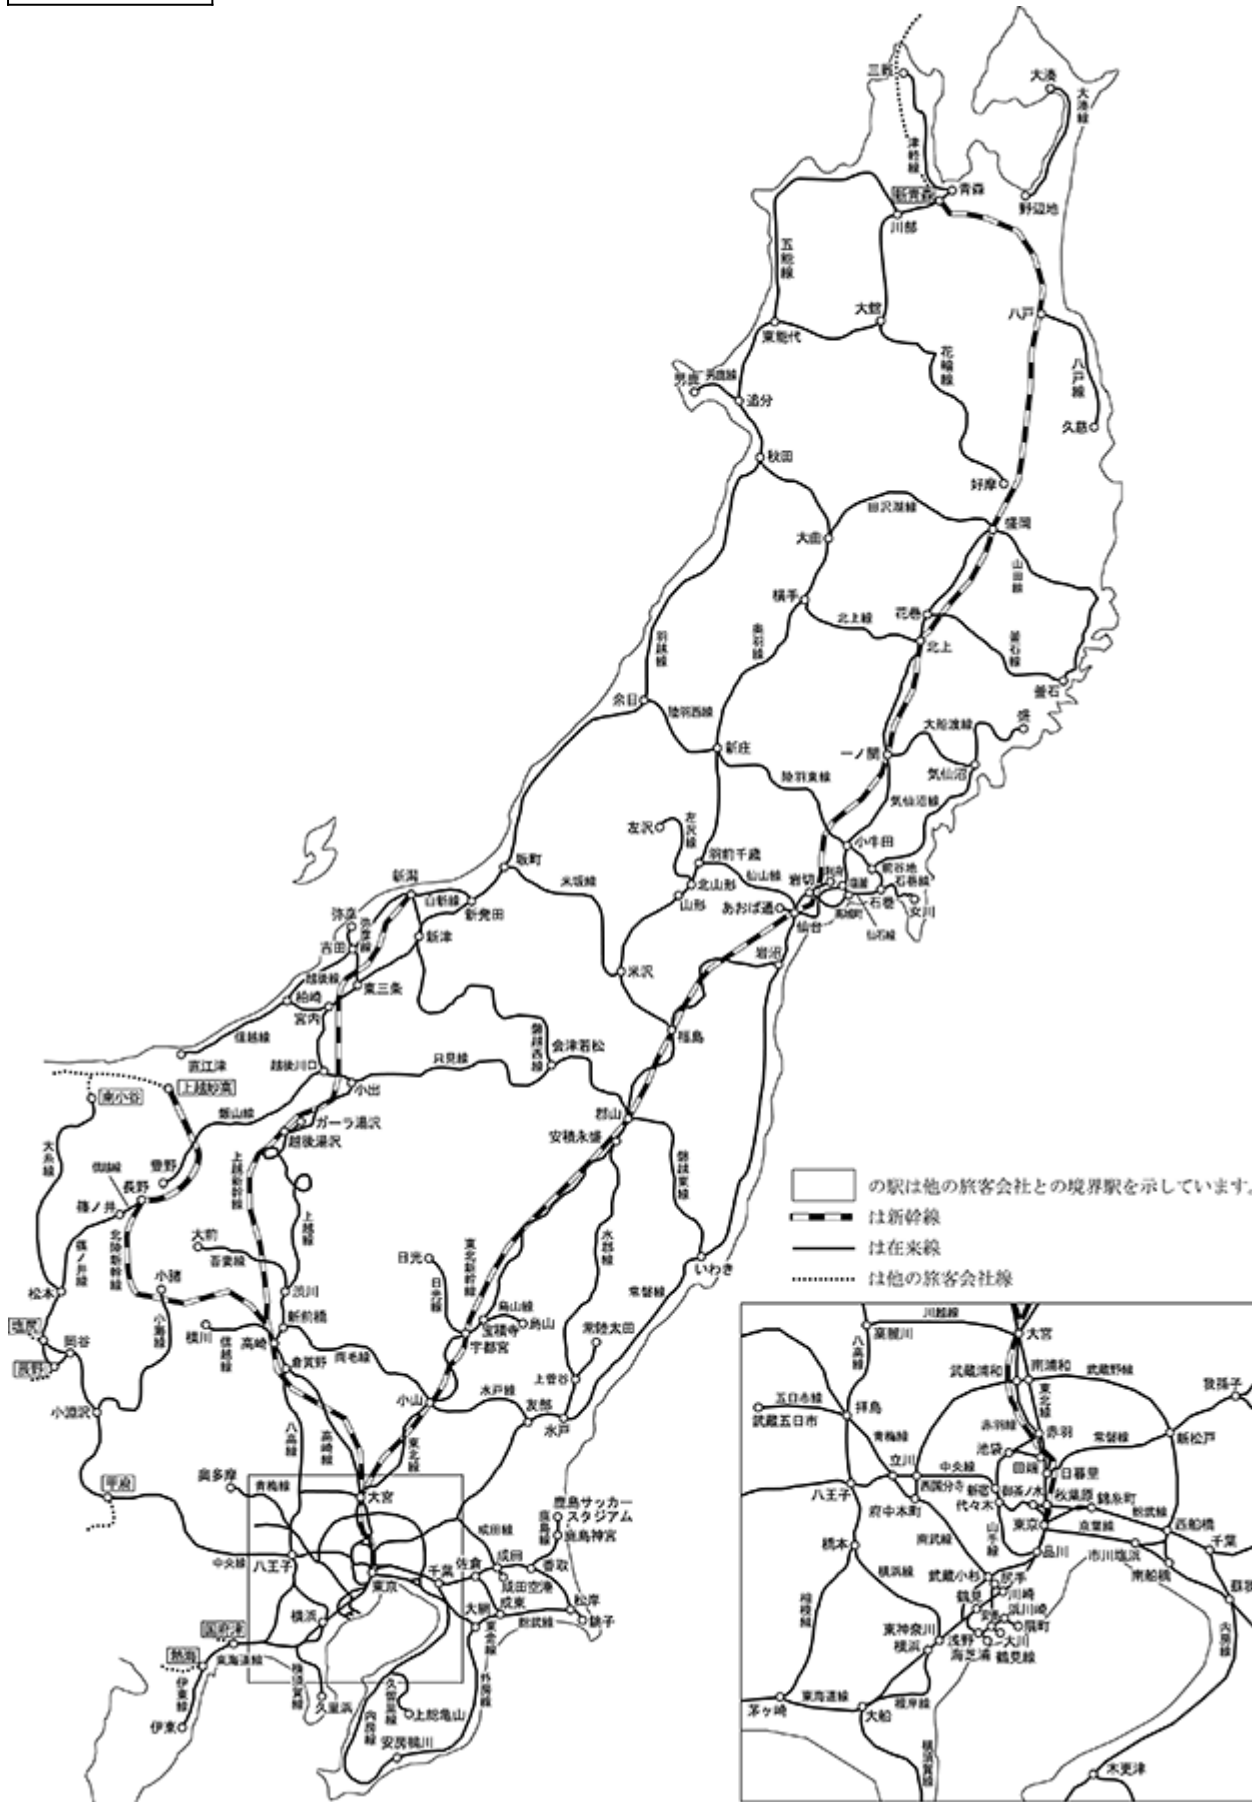 三厩
大湊
大湊線
津軽線
新青森
青森
野辺地
川部
五能線
大館
東能代
八戸
花輪線
八戸線
男鹿
男鹿線
追分
久慈
秋田
好摩
田沢湖線
盛岡
大曲
山田線
横手
北上線
花巻
奥羽線
羽越線
北上
釜石線
釜石
余目
陸羽西線
大船渡線
盛
新庄
一ノ関
気仙沼
陸羽東線
気仙沼線
左沢
左沢線
小牛田
羽前千歳
前谷地
坂町
仙山線
岩切
利府
塩釜
石巻線
新潟
米坂線
北山形
石巻
白新線
山形
あおば通
高城町
女川
弥彦
弥彦線
新発田
仙台
仙石線
吉田
新津
岩沼
越後線
米沢
東三条
柏崎
宮内
信越線
磐越西線
福島
直江津
会津若松
越後川口
只見線
上越妙高
小出
南小谷
飯山線
ガーラ湯沢
郡山
越後湯沢
安積永盛
大糸線
上越新幹線
信越線
豊野
磐越東線
長野
篠ノ井
上越線
大前
北陸新幹線
吾妻線
水郡線
篠ノ井線
日光
東北新幹線
いわき
小諸
日光線
常磐線
松本
渋川
烏山線
塩尻
新前橋
宝積寺
烏山
小海線
横川
岡谷
高崎
宇都宮
常陸太田
信越線
倉賀野
両毛線
辰野
上菅谷
小淵沢
小山
水戸線
友部
水戸
八高線
高崎線
東北線
甲府
奥多摩
青梅線
大宮
鹿島サッカー
スタジアム
鹿島線
鹿島神宮
成田線
中央線
八王子
東京
千葉
佐倉
成田
香取
成田空港
横浜
大網
成東
松岸
総武線
銚子
国府津
東金線
熱海
東海道線
伊東線
横須賀線
久里浜
外房線
久留里線
内房線
上総亀山
伊東
安房鴨川
の駅は他の旅客会社との境界駅を示しています。
は新幹線
は在来線
は他の旅客会社線
川越線
高麗川
大宮
八高線
武蔵浦和
南浦和
武蔵野線
我孫子
五日市線
東北線
武蔵五日市
拝島
赤羽線
赤羽
常磐線
新松戸
青梅線
池袋
立川
中央線
田端
日暮里
八王子
西国分寺
新宿
御茶ノ水
秋葉原
錦糸町
府中本町
代々木
総武線
東京
京葉線
西船橋
橋本
南武線
山手線
千葉
品川
市川塩浜
横浜線
武蔵小杉
尻手
南船橋
川崎
蘇我
相模線
鶴見
浜川崎
安善
東神奈川
扇町
横浜
浅野
大川
海芝浦
鶴見線
内房線
茅ヶ崎
東海道線
根岸線
大船
横須賀線
木更津